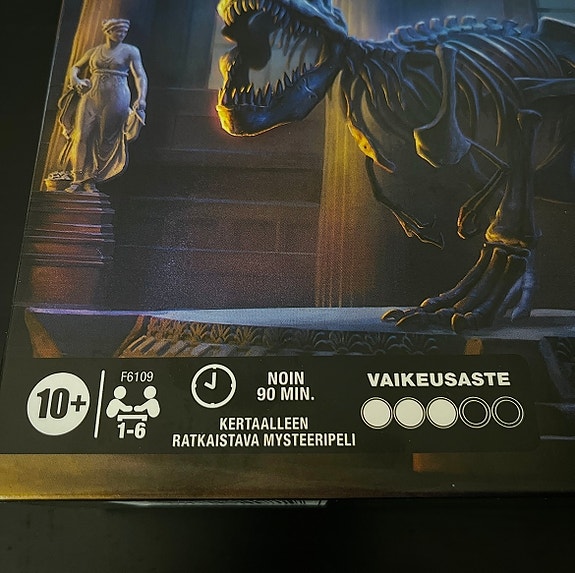 10+
F6109
1-6
NOIN
90 MIN.
KERTAALLEEN
RATKAISTAVA MYSTEERIPELI
VAIKEUSASTE